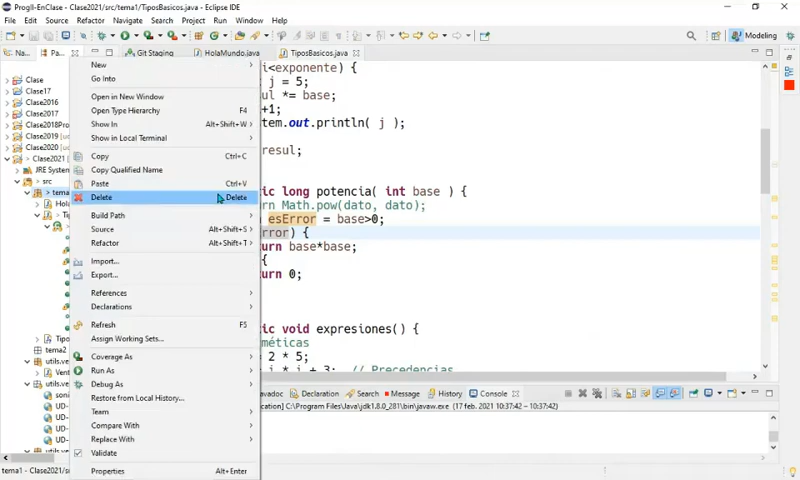 ProgII-EnClase - Clase2021/src/tema1/TiposBasicos.java - Eclipse IDE
File Edit Source Refactor Navigate Search Project Run Window Help
Modeling
Na... Pa... Git Staging HolaMundo.java TiposBasicos.java
Clase
Clase17
Clase2016
Clase2017
Clase2018Pro
Clase2019 [u
Clase2020
Clase2021 [
JRE System
src
> tema
Hol
> Ti
Tipo
tema2
utils.ve
Vent
utils.ve
soni
UD-
UD-
UD-
UD-
utils.ve
New
Go Into
Open in New Window
Open Type Hierarchy F4
Show In Alt+Shift+W
Show in Local Terminal
Copy Ctrl+C
Copy Qualified Name
Paste Ctrl+V
Delete Delete
Build Path
Source Alt+Shift+S
Refactor Alt+Shift+T
Import...
Export...
References
Declarations
Refresh F5
Assign Working Sets...
Coverage As
Run As
Debug As
Restore from Local History...
Team
Compare With
Replace With
Validate
Properties Alt+Enter
i<exponente) {
j = 5;
ul *= base;
+1;
tem.out.println( j );
resul;
ic long potencia( int base ) {
rn Math.pow(dato, dato);
esError = base>0;
rror) {
urn base*base;
{
urn 0;
ic void expresiones() {
méticas
= 2 * 5;
i * i + 3; // Precedencias
avadoc Declaration Search Message History Console
cation] C:\Program Files\Java\jdk1.8.0_281\bin\javaw.exe (17 feb. 2021 10:37:42 – 10:37:42)
tema1 - Clase2021/s